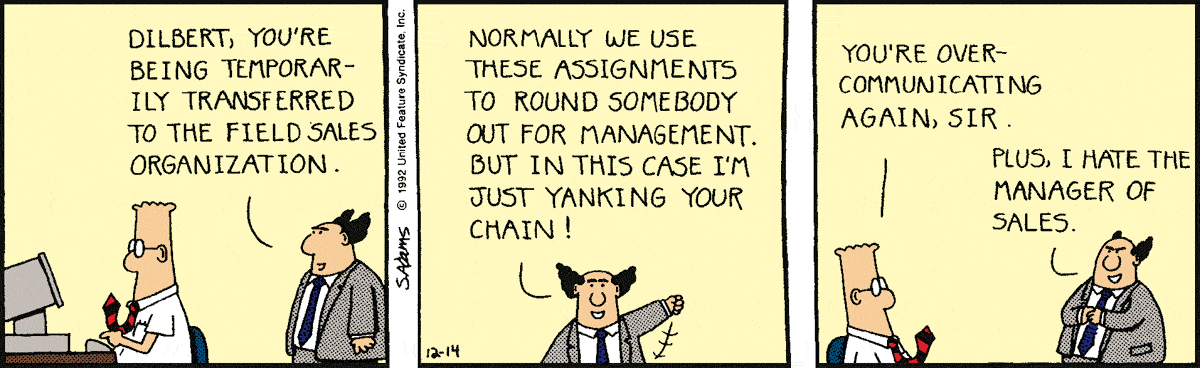 DILBERT, YOU'RE
BEING TEMPORAR-
ILY TRANSFERRED
TO THE FIELD SALES
ORGANIZATION.
© 1992 United Feature Syndicate, Inc.
S.Adams
NORMALLY WE USE
THESE ASSIGNMENTS
TO ROUND SOMEBODY
OUT FOR MANAGEMENT.
BUT IN THIS CASE I'M
JUST YANKING YOUR
CHAIN!
12-14
YOU'RE OVER-
COMMUNICATING
AGAIN, SIR.
PLUS, I HATE THE
MANAGER OF
SALES.